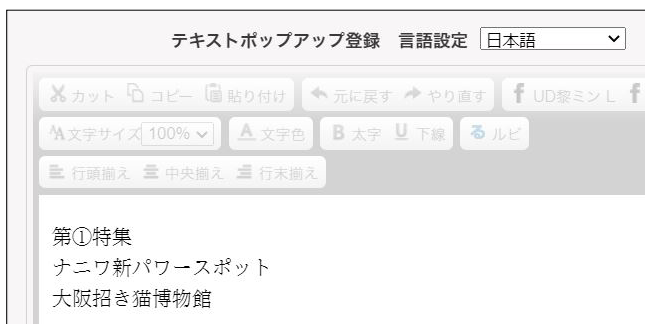 テキストポップアップ登録 言語設定 日本語
カット コピー 貼り付け 元に戻す やり直す f UD黎ミン L f
文字サイズ 100% A 文字色 B 太字 U 下線 る ルビ
行頭揃え 中央揃え 行末揃え
第①特集
ナニワ新パワースポット
大阪招き猫博物館